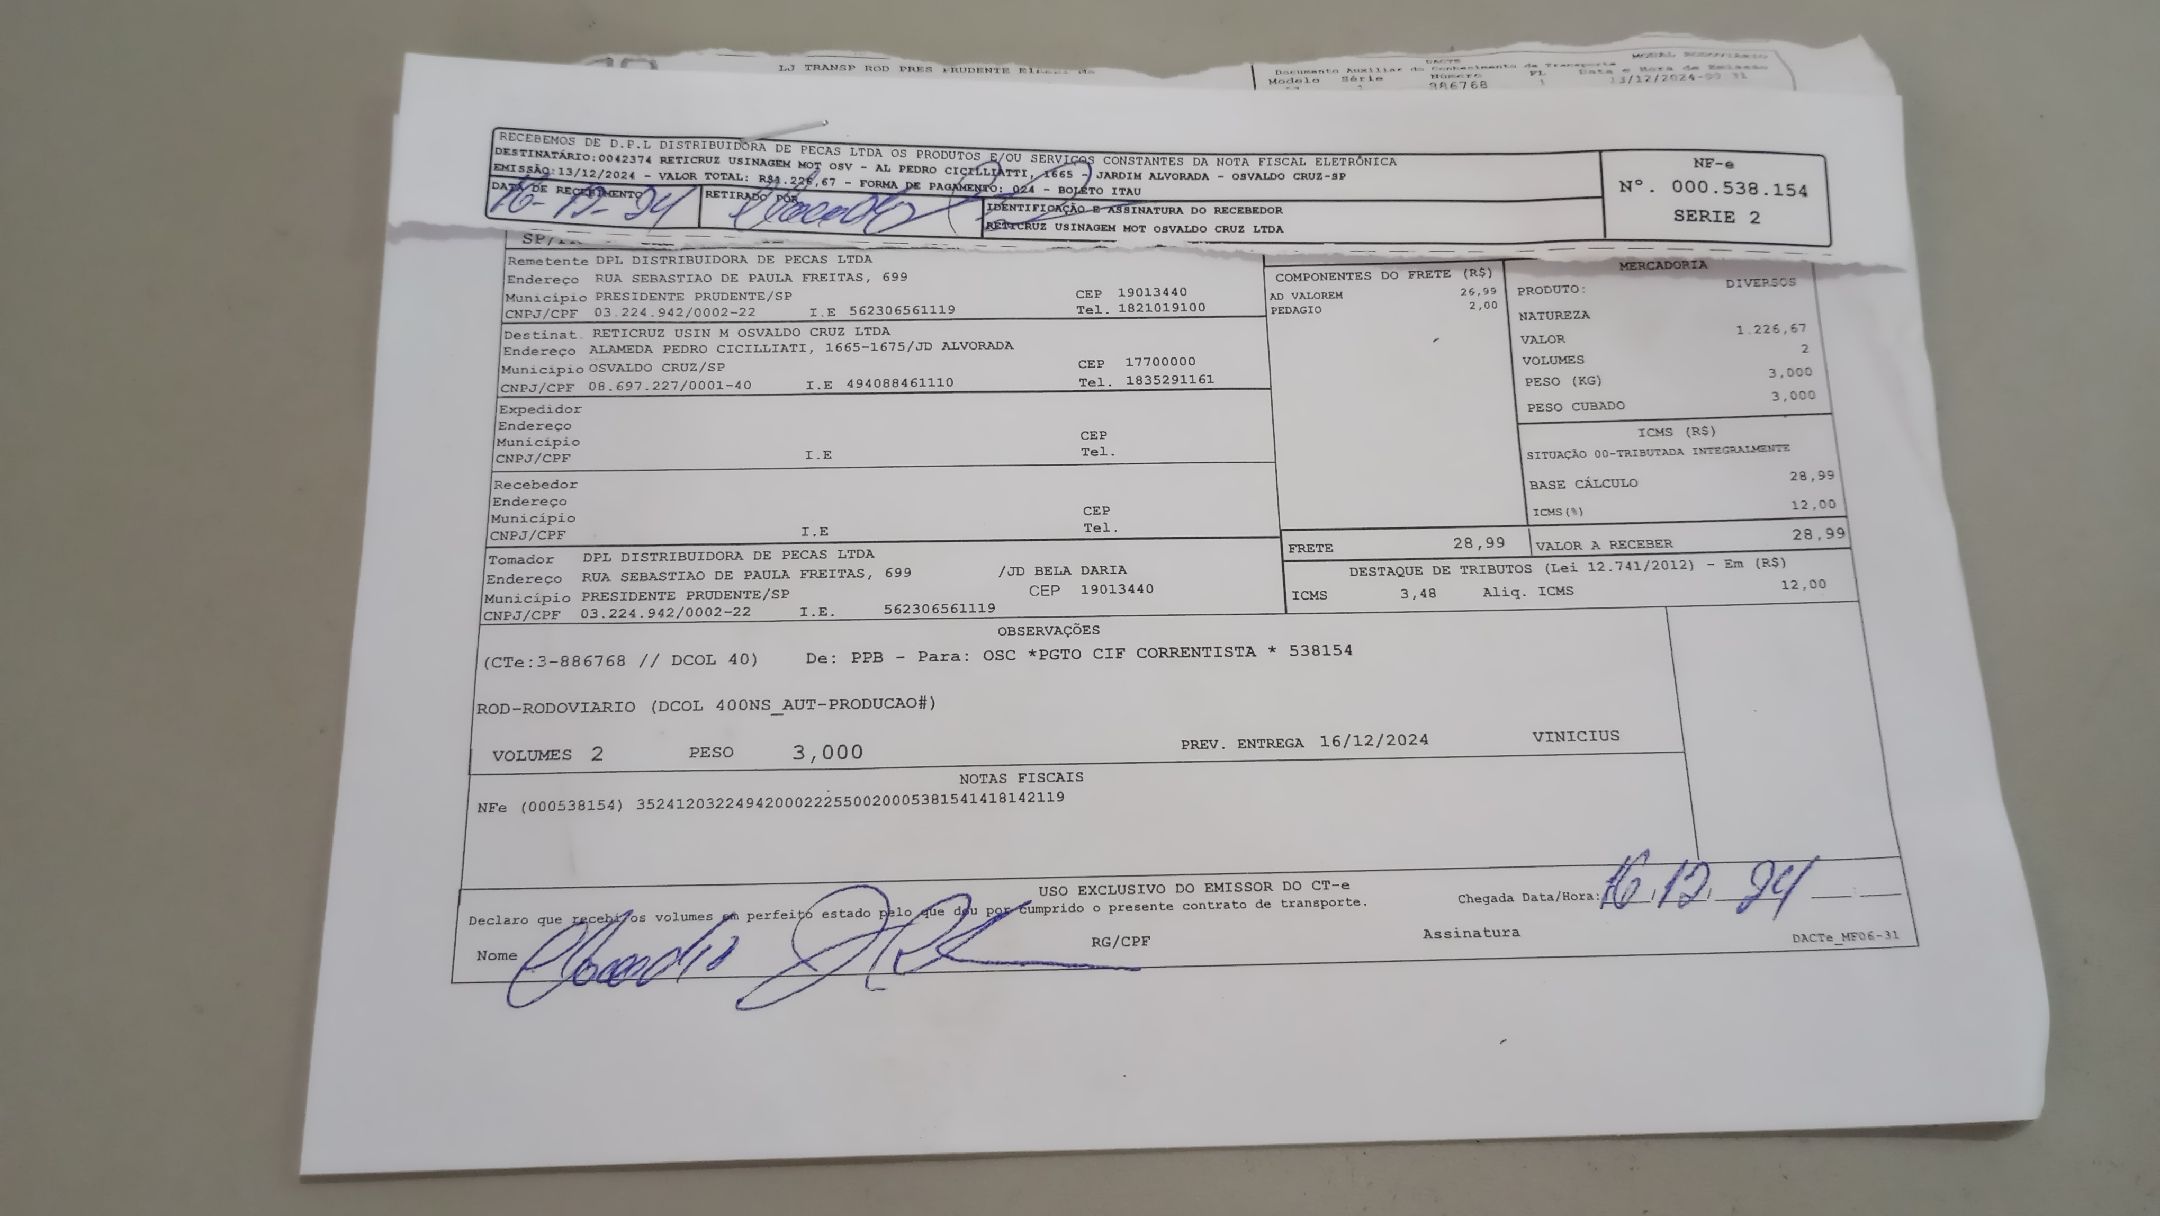 LJ TRANSP ROD PRES PRUDENTE
DACTE
Documento Auxiliar do Conhecimento de Transporte
MODAL RODOVIÁRIO
Modelo Série Número FL Data e Hora de Emissão
886768 1 13/12/2024-09 31
RECEBEMOS DE D.P.L DISTRIBUIDORA DE PECAS LTDA OS PRODUTOS E/OU SERVIÇOS CONSTANTES DA NOTA FISCAL ELETRÔNICA
DESTINATÁRIO:0042374 RETICRUZ USINAGEM MOT OSV - AL PEDRO CICILLIATTI, 1665 - JARDIM ALVORADA - OSVALDO CRUZ-SP
EMISSÃO:13/12/2024 - VALOR TOTAL: R$1.226,67 - FORMA DE PAGAMENTO: 024 - BOLETO ITAU
DATA DE RECEBIMENTO
16-12-24
RETIRADO POR
IDENTIFICAÇÃO E ASSINATURA DO RECEBEDOR
RETICRUZ USINAGEM MOT OSVALDO CRUZ LTDA
NF-e
Nº. 000.538.154
SERIE 2
Remetente DPL DISTRIBUIDORA DE PECAS LTDA
Endereço RUA SEBASTIAO DE PAULA FREITAS, 699
Município PRESIDENTE PRUDENTE/SP CEP 19013440
CNPJ/CPF 03.224.942/0002-22 I.E 562306561119 Tel. 1821019100
Destinat. RETICRUZ USIN M OSVALDO CRUZ LTDA
Endereço ALAMEDA PEDRO CICILLIATI, 1665-1675/JD ALVORADA
Município OSVALDO CRUZ/SP CEP 17700000
CNPJ/CPF 08.697.227/0001-40 I.E 494088461110 Tel. 1835291161
Expedidor
Endereço
Município CEP
CNPJ/CPF I.E Tel.
Recebedor
Endereço
Município CEP
CNPJ/CPF I.E Tel.
Tomador DPL DISTRIBUIDORA DE PECAS LTDA
Endereço RUA SEBASTIAO DE PAULA FREITAS, 699 /JD BELA DARIA
Município PRESIDENTE PRUDENTE/SP CEP 19013440
CNPJ/CPF 03.224.942/0002-22 I.E. 562306561119
COMPONENTES DO FRETE (R$)
AD VALOREM 26,99
PEDAGIO 2,00
MERCADORIA
PRODUTO: DIVERSOS
NATUREZA
VALOR 1.226,67
VOLUMES 2
PESO (KG) 3,000
PESO CUBADO 3,000
ICMS (R$)
SITUAÇÃO 00-TRIBUTADA INTEGRALMENTE
BASE CÁLCULO 28,99
ICMS(%) 12,00
FRETE 28,99 VALOR A RECEBER 28,99
DESTAQUE DE TRIBUTOS (Lei 12.741/2012) - Em (R$)
ICMS 3,48 Aliq. ICMS 12,00
OBSERVAÇÕES
(CTe:3-886768 // DCOL 40) De: PPB - Para: OSC *PGTO CIF CORRENTISTA * 538154
ROD-RODOVIARIO (DCOL 400NS_AUT-PRODUCAO#)
VOLUMES 2 PESO 3,000 PREV. ENTREGA 16/12/2024 VINICIUS
NOTAS FISCAIS
NFe (000538154) 35241203224942000222550020005381541418142119
USO EXCLUSIVO DO EMISSOR DO CT-e
Declaro que recebi os volumes em perfeito estado pelo que dou por cumprido o presente contrato de transporte.
Chegada Data/Hora: 16.12.24
Nome RG/CPF Assinatura
DACTe_MF06-31